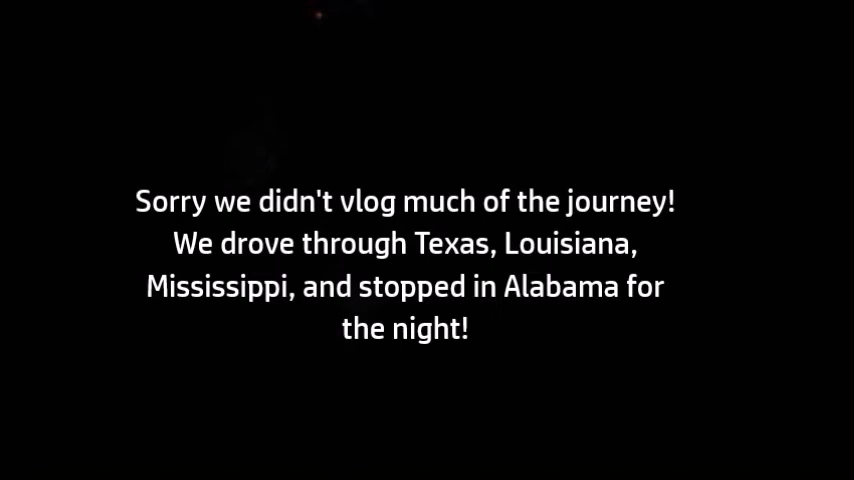 Sorry we didn't vlog much of the journey!
We drove through Texas, Louisiana,
Mississippi, and stopped in Alabama for
the night!